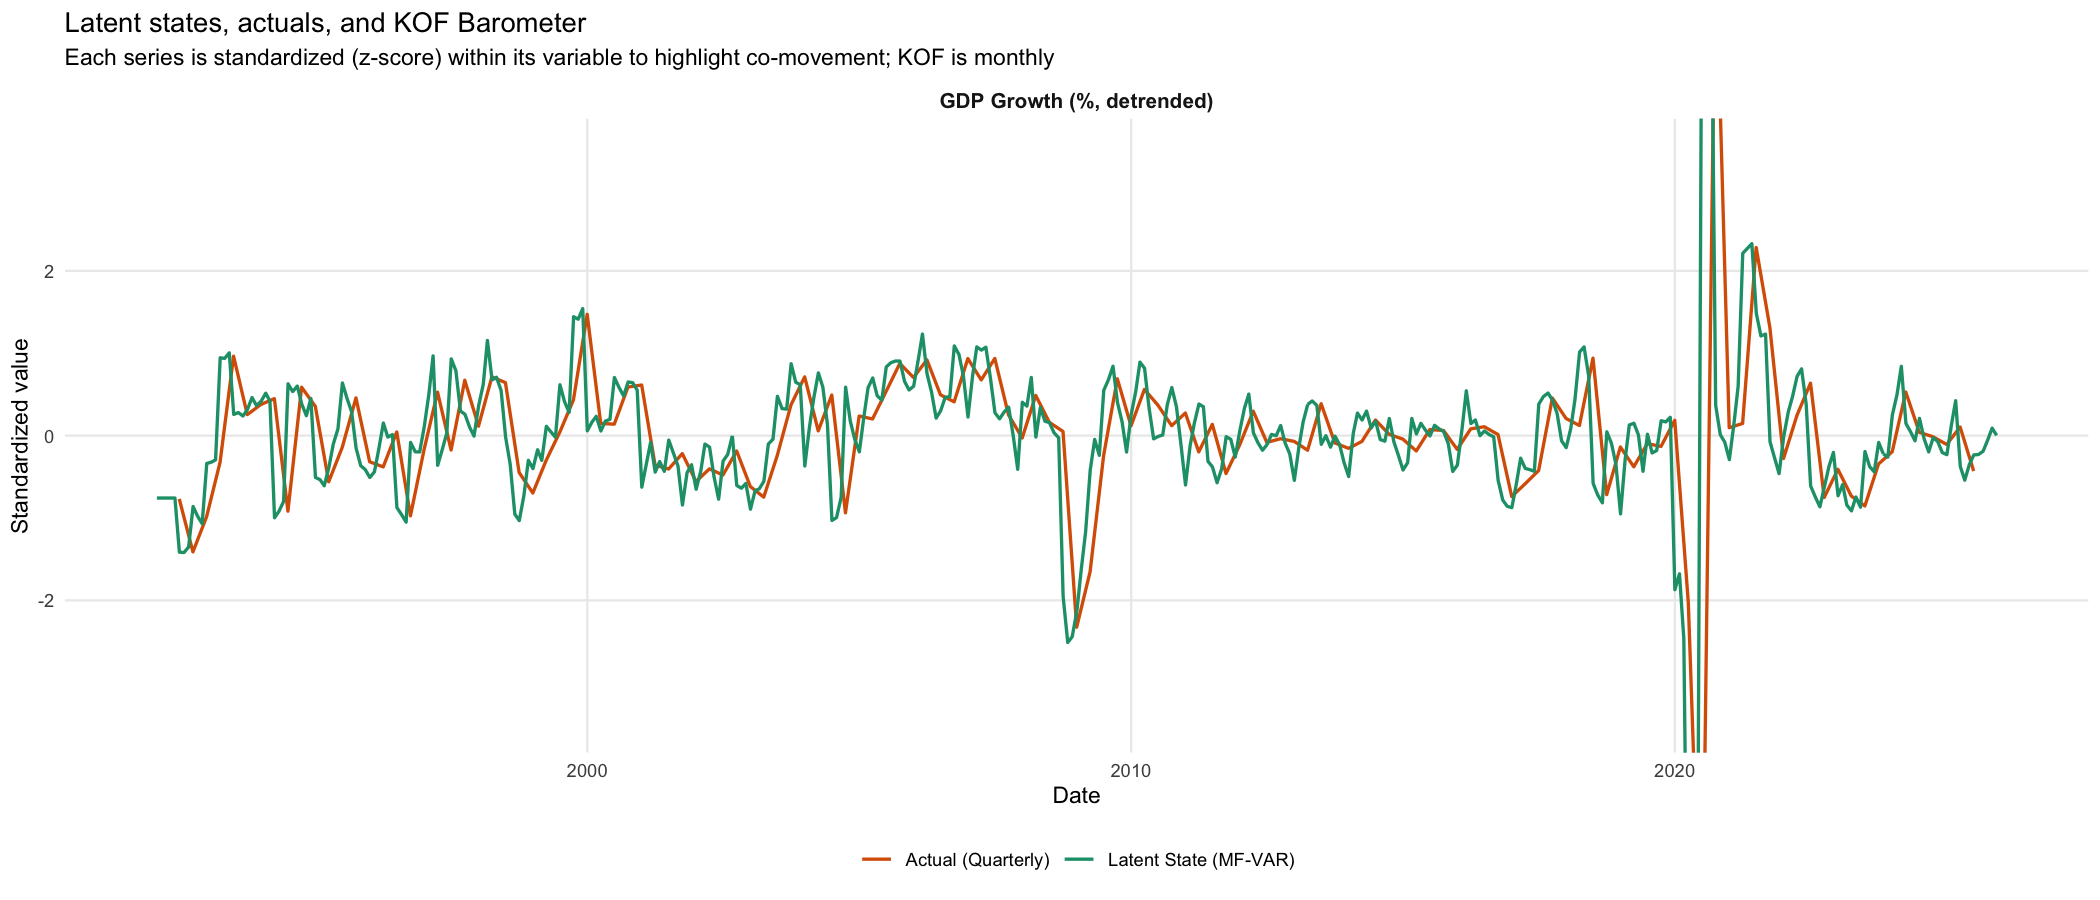 Latent states, actuals, and KOF Barometer
Each series is standardized (z-score) within its variable to highlight co-movement; KOF is monthly
GDP Growth (%, detrended)
Standardized value
2
0
-2
2000
2010
2020
Date
Actual (Quarterly)
Latent State (MF-VAR)